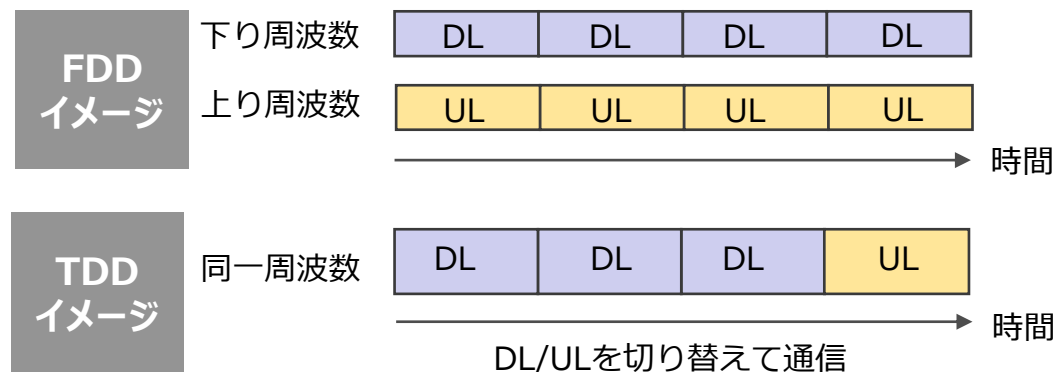 FDD
イメージ
下り周波数
DL DL DL DL
上り周波数
UL UL UL UL
時間
TDD
イメージ
同一周波数
DL DL DL UL
時間
DL/ULを切り替えて通信